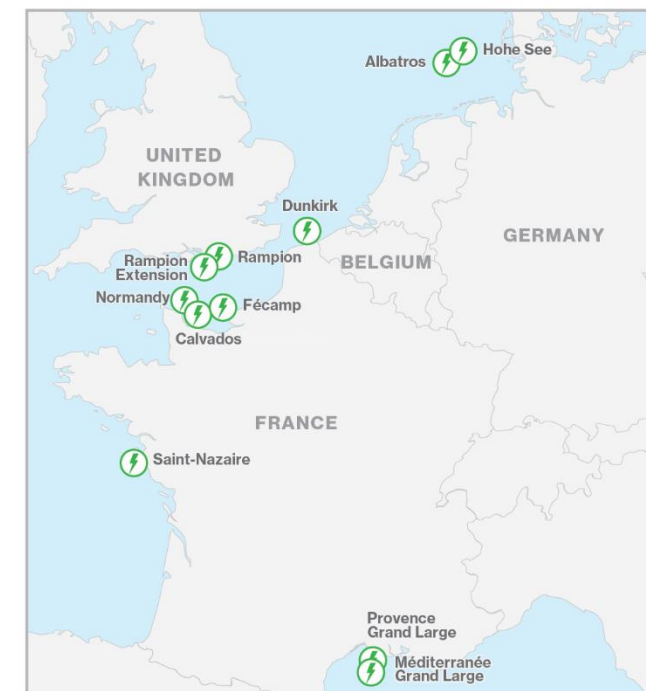 Albatros
Hohe See
UNITED
KINGDOM
Dunkirk
GERMANY
Rampion
Rampion
Extension
BELGIUM
Normandy
Fécamp
Calvados
FRANCE
Saint-Nazaire
Provence
Grand Large
Méditerranée
Grand Large